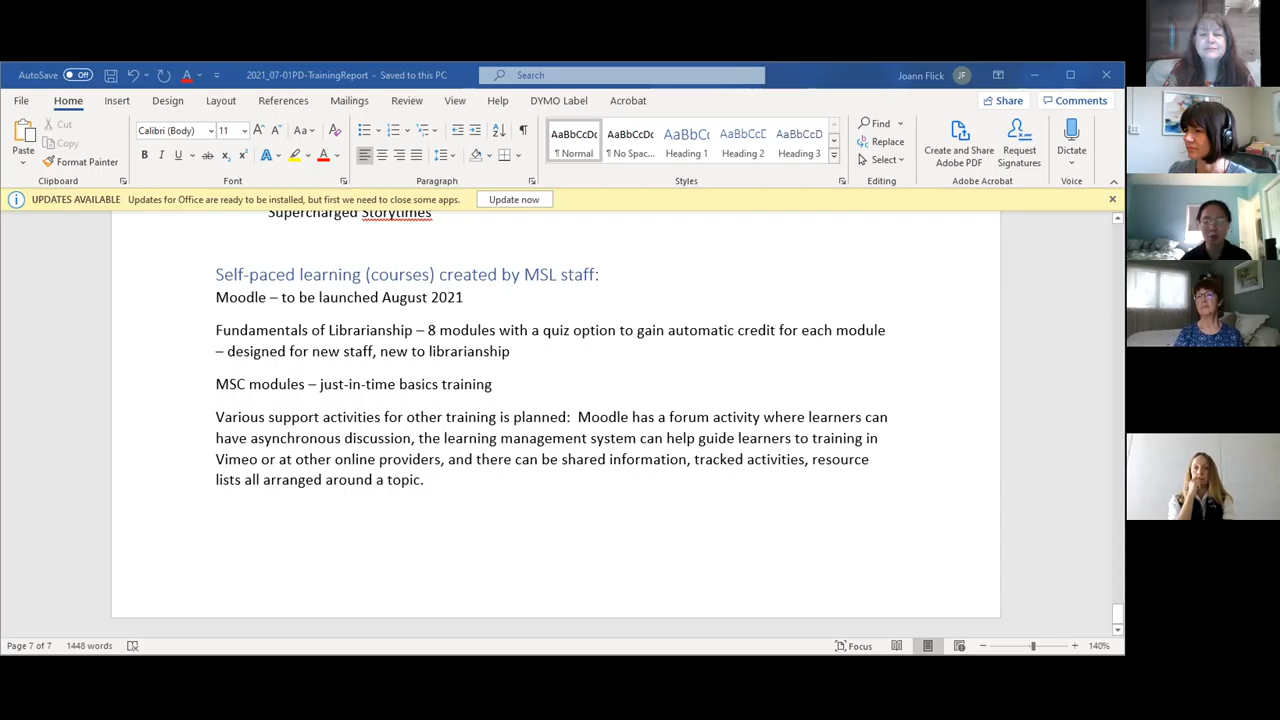 AutoSave Off 2021_07-01PD-TrainingReport - Saved to this PC Search Joann Flick JF
File Home Insert Design Layout References Mailings Review View Help DYMO Label Acrobat Share Comments
Paste Cut Copy Format Painter
Calibri (Body) 11
AaBbCcDc AaBbCcDc AaBbCc AaBbCcD AaBbCcD
¶ Normal ¶ No Spac... Heading 1 Heading 2 Heading 3
Find Replace Select
Create and Share Adobe PDF Request Signatures Dictate
Clipboard Font Paragraph Styles Editing Adobe Acrobat Voice
UPDATES AVAILABLE Updates for Office are ready to be installed, but first we need to close some apps. Update now
Supercharged Storytimes
Self-paced learning (courses) created by MSL staff:
Moodle – to be launched August 2021
Fundamentals of Librarianship – 8 modules with a quiz option to gain automatic credit for each module
– designed for new staff, new to librarianship
MSC modules – just-in-time basics training
Various support activities for other training is planned:  Moodle has a forum activity where learners can
have asynchronous discussion, the learning management system can help guide learners to training in
Vimeo or at other online providers, and there can be shared information, tracked activities, resource
lists all arranged around a topic.
Page 7 of 7 1448 words Focus 140%